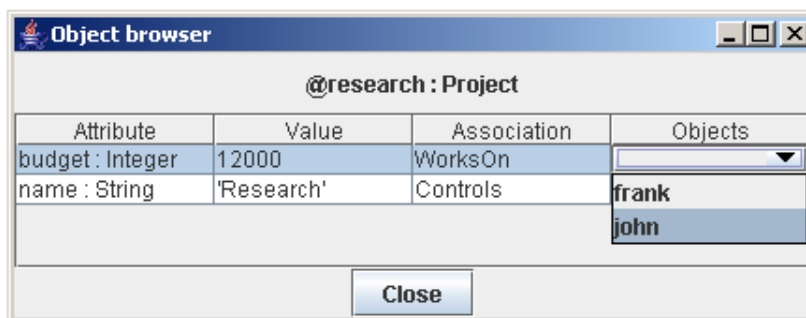 Object browser
@research : Project
Attribute Value Association Objects
budget : Integer 12000 WorksOn
name : String 'Research' Controls frank
john
Close